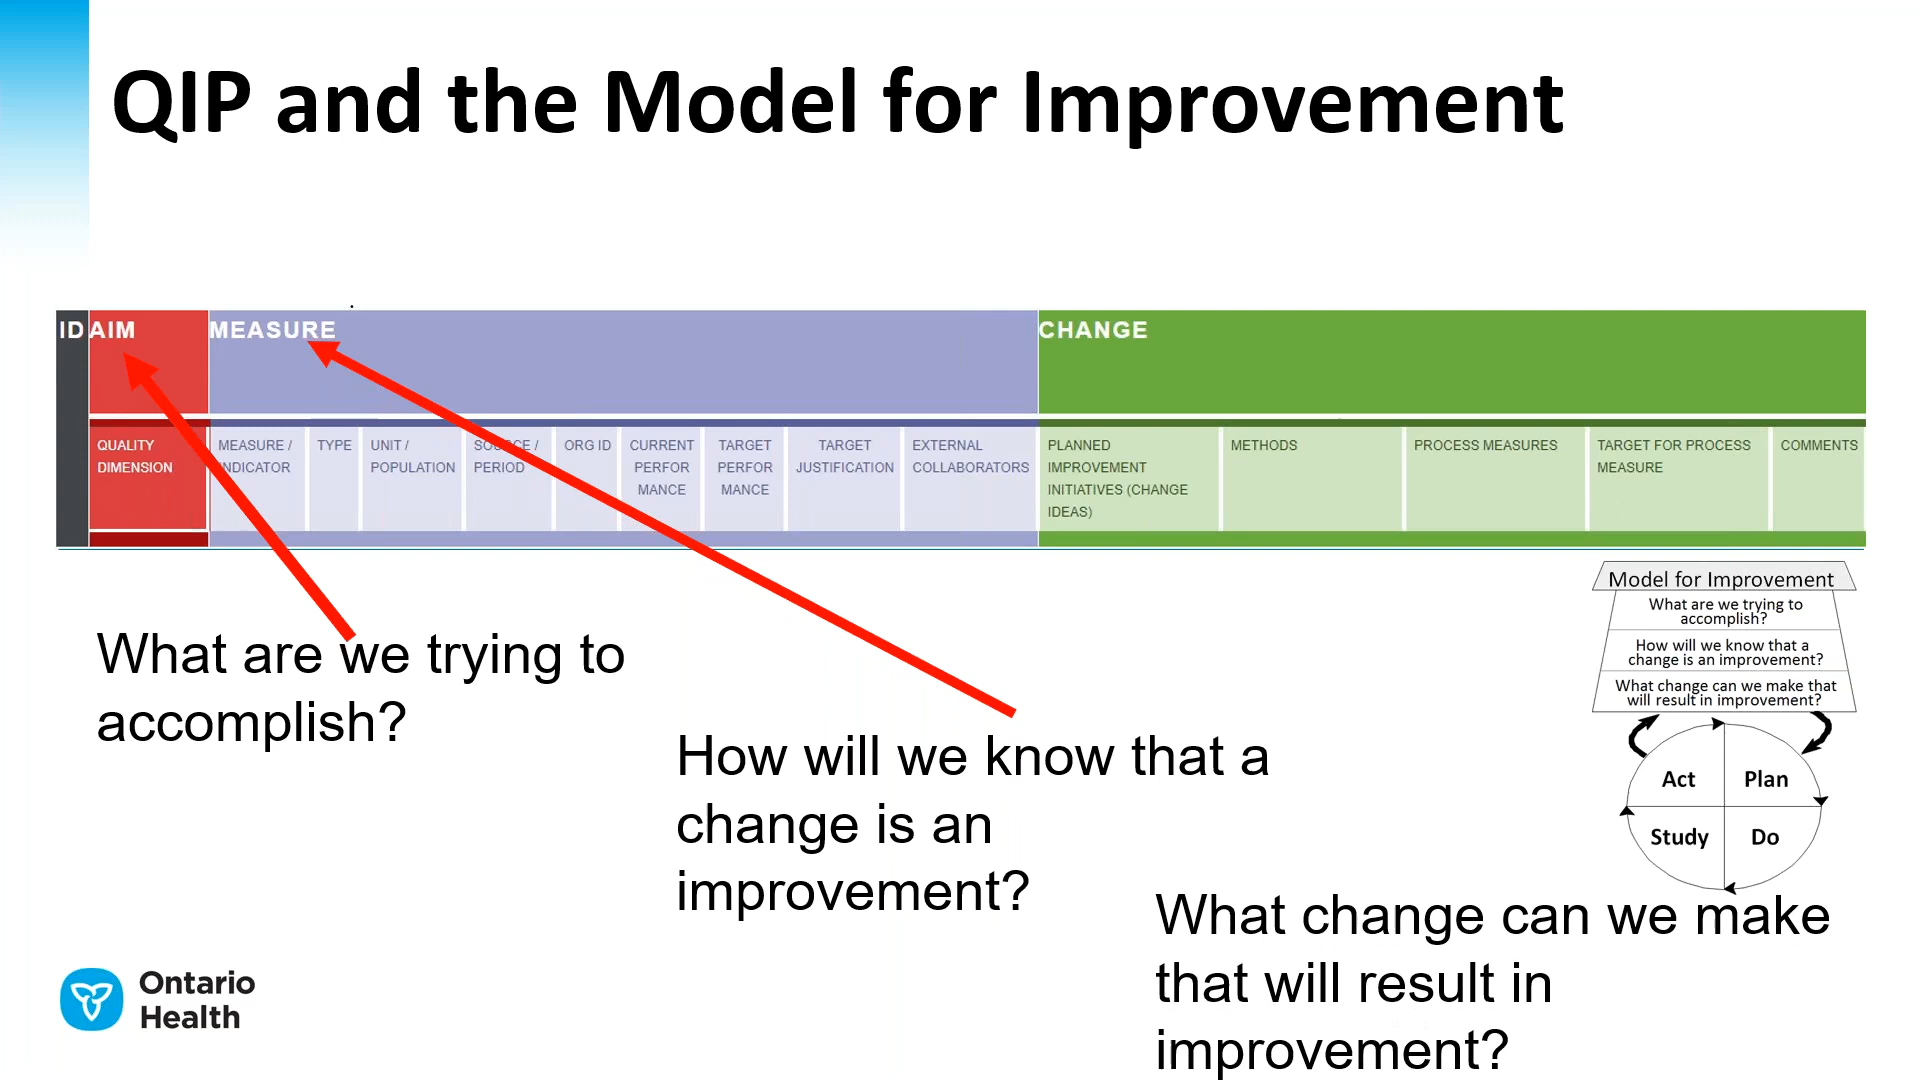 QIP and the Model for Improvement
ID AIM MEASURE CHANGE
QUALITY
DIMENSION
MEASURE /
INDICATOR
TYPE
UNIT /
POPULATION
SOURCE /
PERIOD
ORG ID
CURRENT
PERFOR
MANCE
TARGET
PERFOR
MANCE
TARGET
JUSTIFICATION
EXTERNAL
COLLABORATORS
PLANNED
IMPROVEMENT
INITIATIVES (CHANGE
IDEAS)
METHODS
PROCESS MEASURES
TARGET FOR PROCESS
MEASURE
COMMENTS
What are we trying to
accomplish?
How will we know that a
change is an
improvement?
What change can we make
that will result in
improvement?
Model for Improvement
What are we trying to
accomplish?
How will we know that a
change is an improvement?
What change can we make that
will result in improvement?
Act Plan
Study Do
Ontario
Health